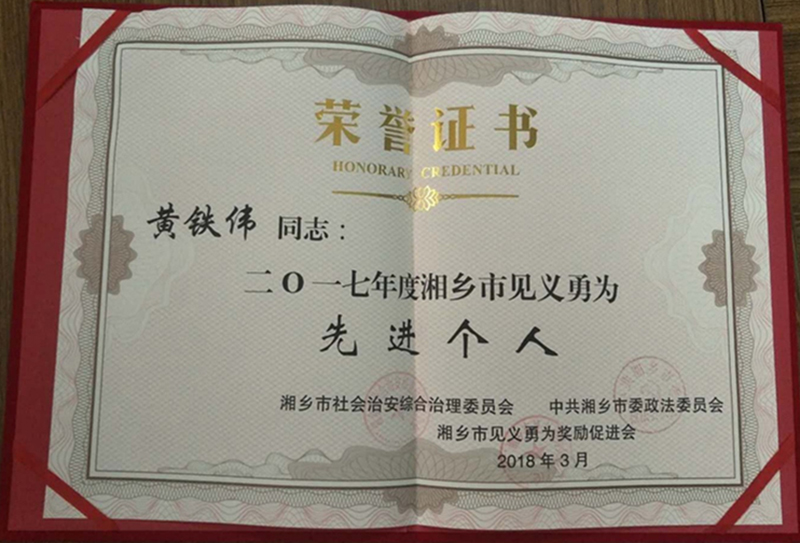 荣誉证书
HONORARY CREDENTIAL
黄铁伟 同志：
二〇一七年度湘乡市见义勇为
先进个人
湘乡市社会治安综合治理委员会 中共湘乡市委政法委员会
湘乡市见义勇为奖励促进会
2018年3月